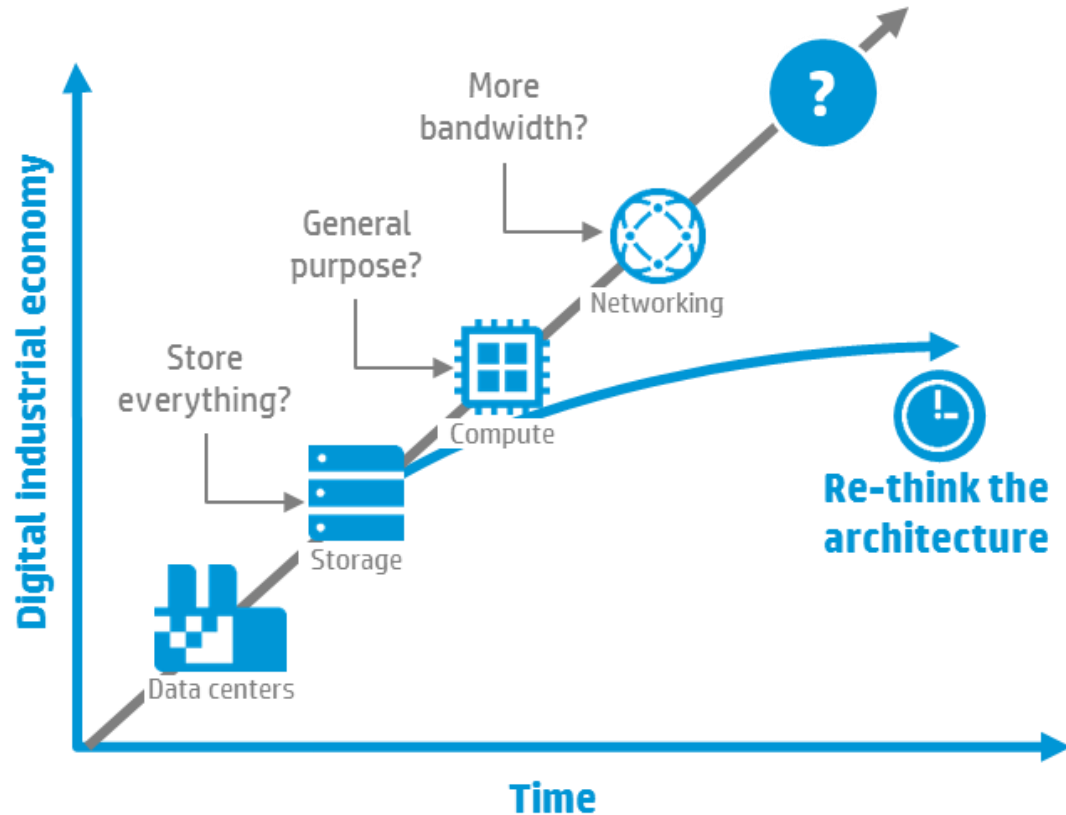 More
bandwidth?
?
General
purpose?
Networking
Store
everything?
Compute
Re-think the
architecture
Storage
Data centers
Digital industrial economy
Time